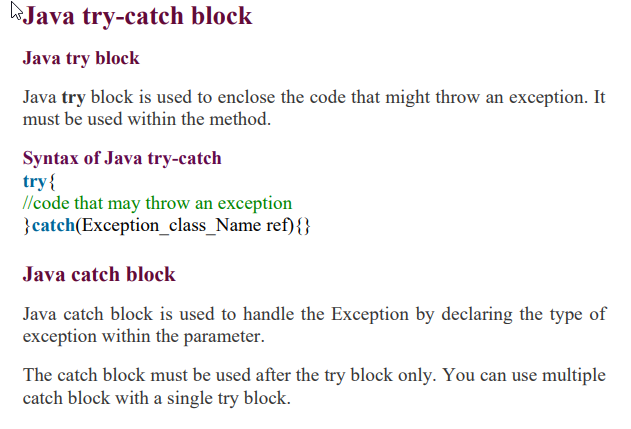 Java try-catch block
Java try block
Java try block is used to enclose the code that might throw an exception. It
must be used within the method.
Syntax of Java try-catch
try{
//code that may throw an exception
}catch(Exception_class_Name ref){}
Java catch block
Java catch block is used to handle the Exception by declaring the type of
exception within the parameter.
The catch block must be used after the try block only. You can use multiple
catch block with a single try block.